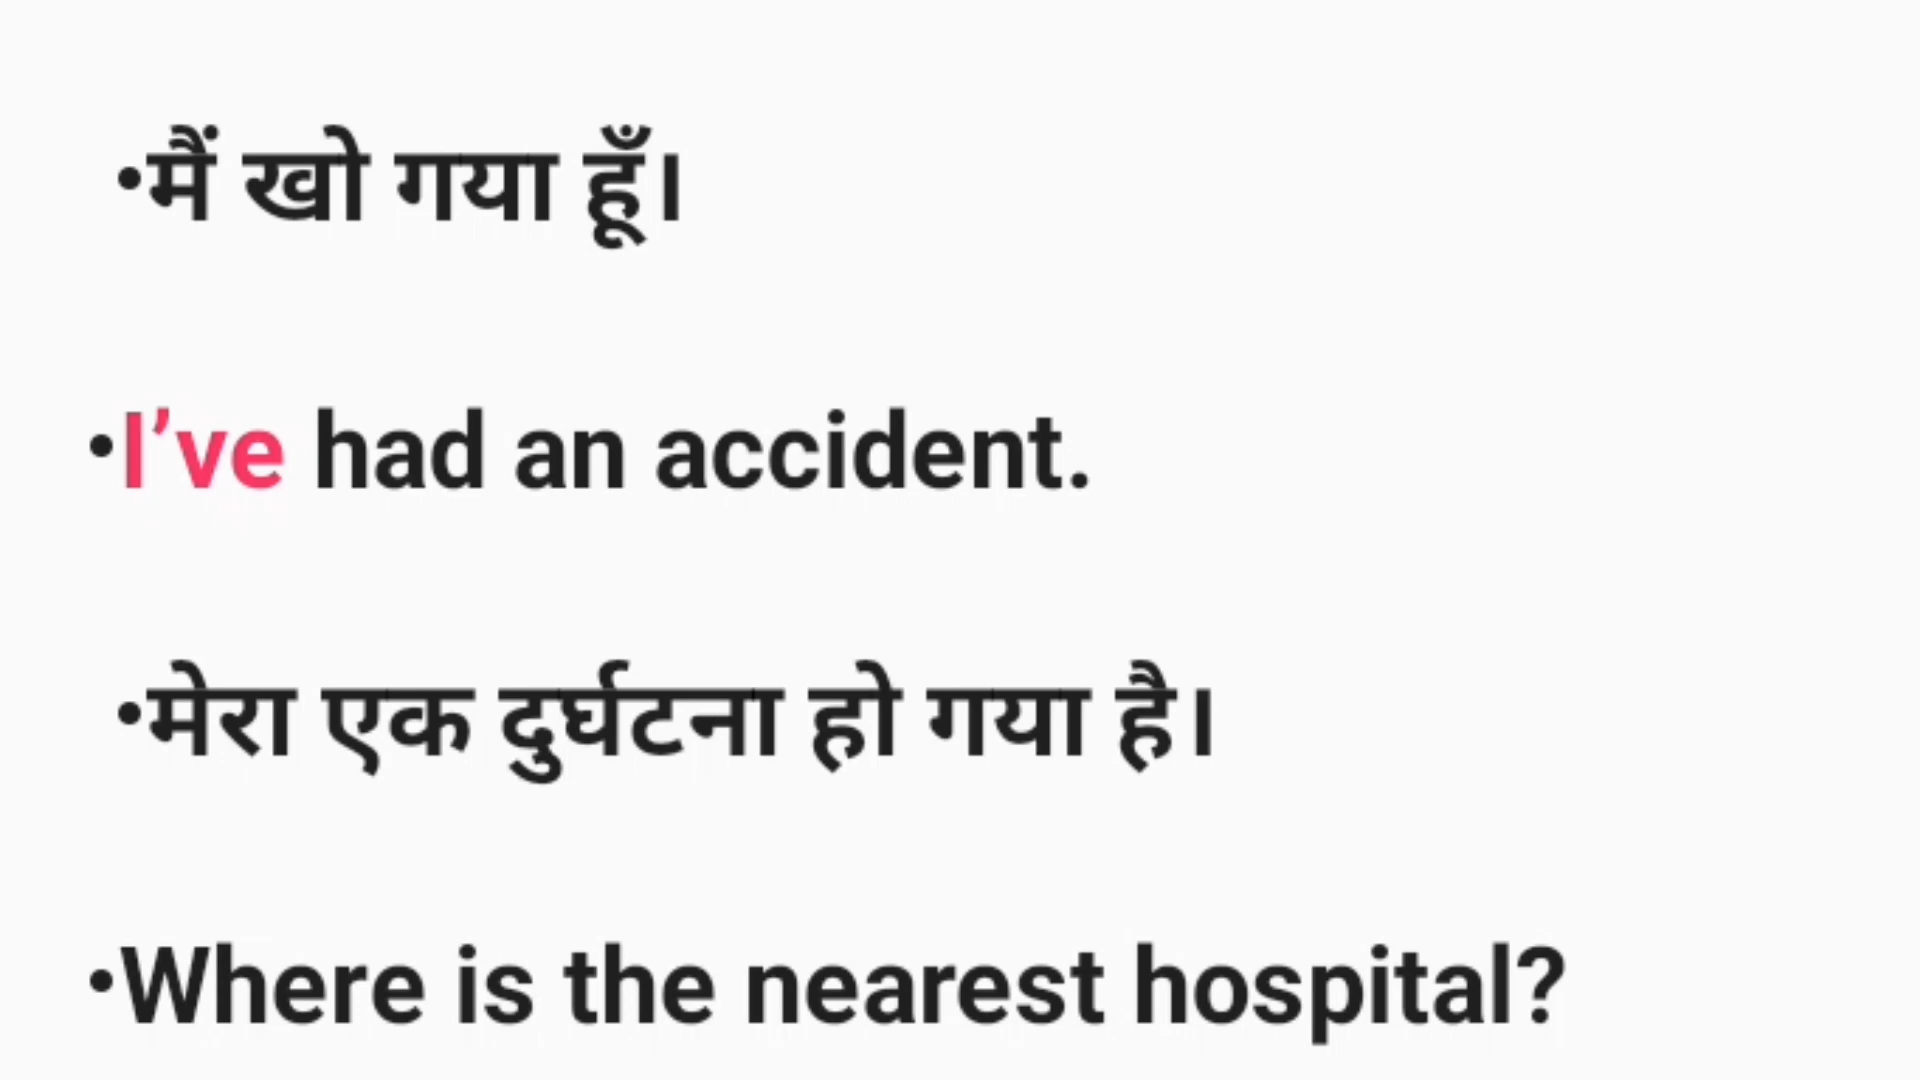 •मैं खो गया हूँ।
•I’ve had an accident.
•मेरा एक दुर्घटना हो गया है।
•Where is the nearest hospital?